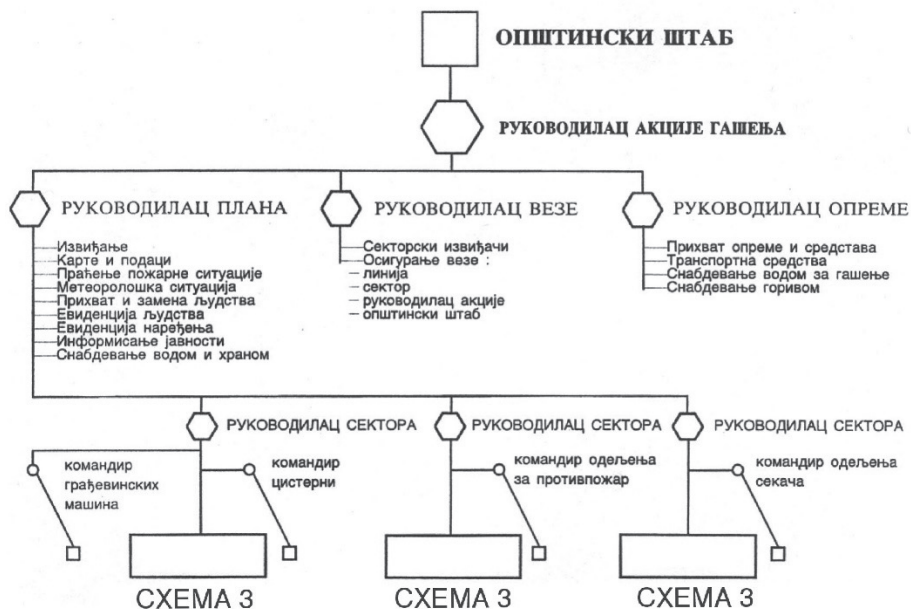 ОПШТИНСКИ ШТАБ
РУКОВОДИЛАЦ АКЦИЈЕ ГАШЕЊА
РУКОВОДИЛАЦ ПЛАНА
Извиђање
Карте и подаци
Праћење пожарне ситуације
Метеоролошка ситуација
Прихват и замена људства
Евиденција људства
Евиденција наређења
Информисање јавности
Снабдевање водом и храном
РУКОВОДИЛАЦ ВЕЗЕ
Секторски извиђачи
Осигурање везе :
– линија
– сектор
– руководилац акције
– општински штаб
РУКОВОДИЛАЦ ОПРЕМЕ
Прихват опреме и средстава
Транспортна средства
Снабдевање водом за гашење
Снабдевање горивом
РУКОВОДИЛАЦ СЕКТОРА
РУКОВОДИЛАЦ СЕКТОРА
РУКОВОДИЛАЦ СЕКТОРА
командир
грађевинских
машина
командир
цистерни
командир одељења
за противпожар
командир одељења
секача
СХЕМА 3
СХЕМА 3
СХЕМА 3